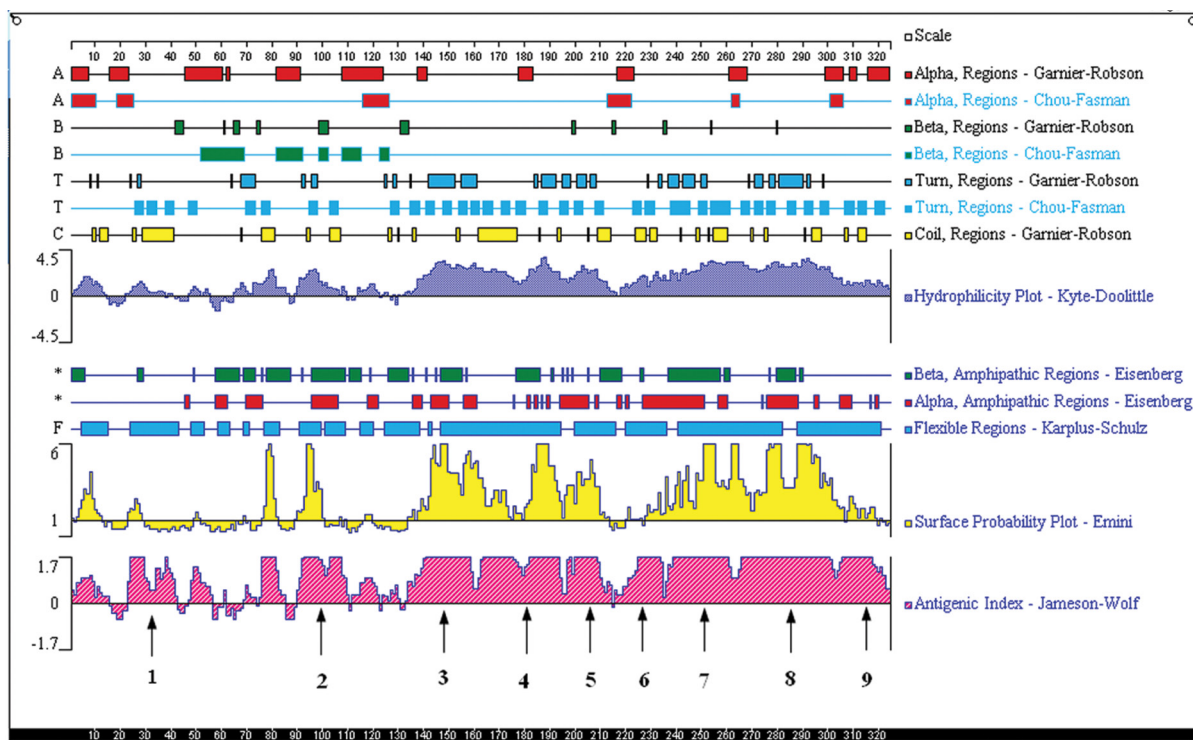 Scale
10 20 30 40 50 60 70 80 90 100 110 120 130 140 150 160 170 180 190 200 210 220 230 240 250 260 270 280 290 300 310 320
A Alpha, Regions - Garnier-Robson
A Alpha, Regions - Chou-Fasman
B Beta, Regions - Garnier-Robson
B Beta, Regions - Chou-Fasman
T Turn, Regions - Garnier-Robson
T Turn, Regions - Chou-Fasman
C Coil, Regions - Garnier-Robson
4.5
0 Hydrophilicity Plot - Kyte-Doolittle
-4.5
* Beta, Amphipathic Regions - Eisenberg
* Alpha, Amphipathic Regions - Eisenberg
F Flexible Regions - Karplus-Schulz
6
1 Surface Probability Plot - Emini
1.7
0 Antigenic Index - Jameson-Wolf
-1.7
1 2 3 4 5 6 7 8 9
10 20 30 40 50 60 70 80 90 100 110 120 130 140 150 160 170 180 190 200 210 220 230 240 250 260 270 280 290 300 310 320